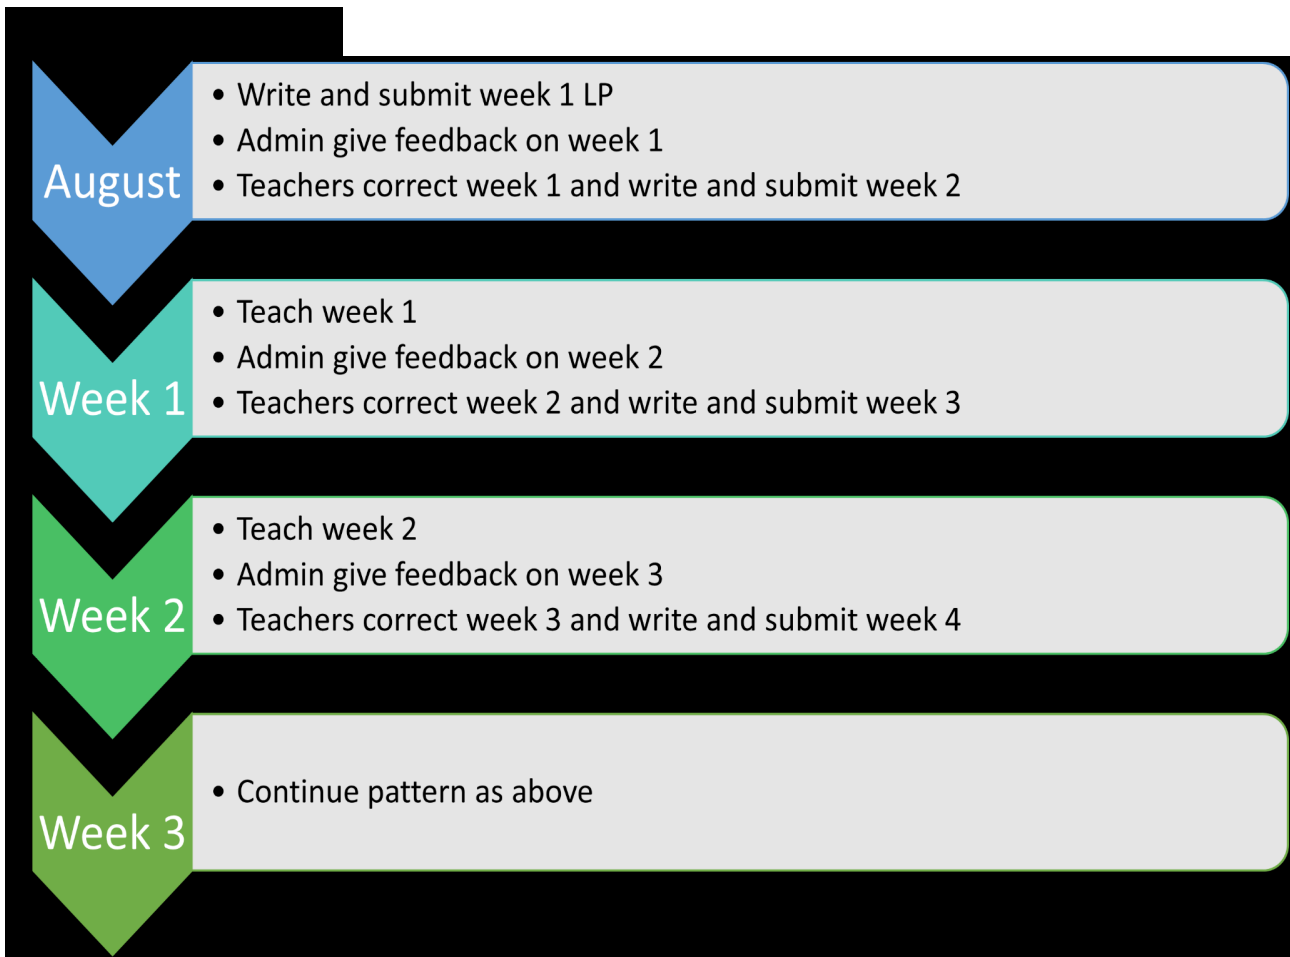 August
• Write and submit week 1 LP
• Admin give feedback on week 1
• Teachers correct week 1 and write and submit week 2
Week 1
• Teach week 1
• Admin give feedback on week 2
• Teachers correct week 2 and write and submit week 3
Week 2
• Teach week 2
• Admin give feedback on week 3
• Teachers correct week 3 and write and submit week 4
Week 3
• Continue pattern as above